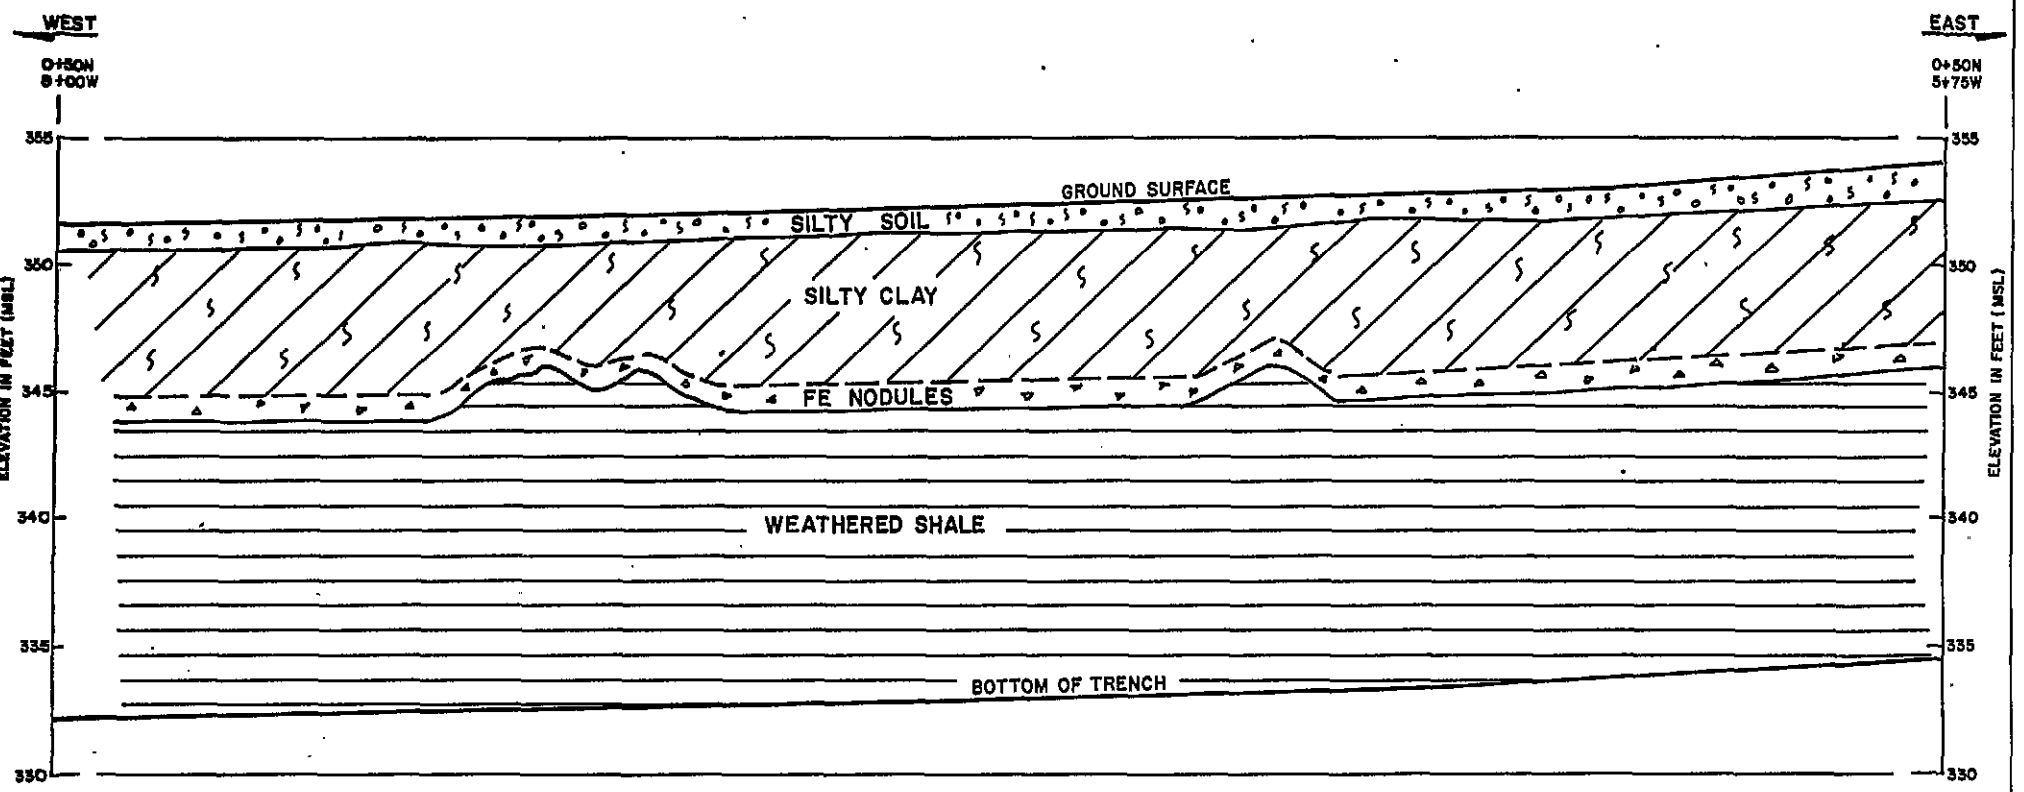 WEST
EAST
0+50N
8+00W
0+50N
5+75W
355
355
GROUND SURFACE
SILTY SOIL
350
350
SILTY CLAY
ELEVATION IN FEET (MSL)
ELEVATION IN FEET (MSL)
345
345
FE NODULES
340
340
WEATHERED SHALE
335
335
BOTTOM OF TRENCH
330
330